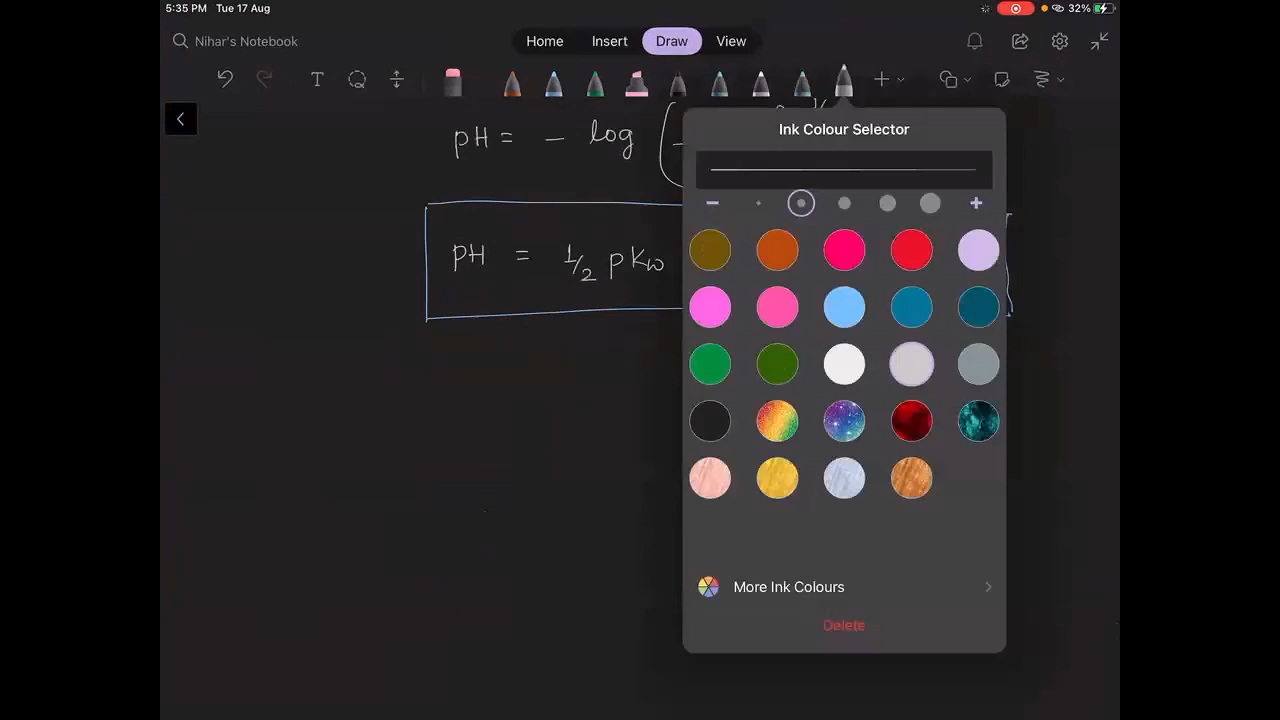 5:35 PM Tue 17 Aug 32%
Nihar's Notebook Home Insert Draw View
pH = - log (
Ink Colour Selector
pH = 1/2 pKw
More Ink Colours
Delete